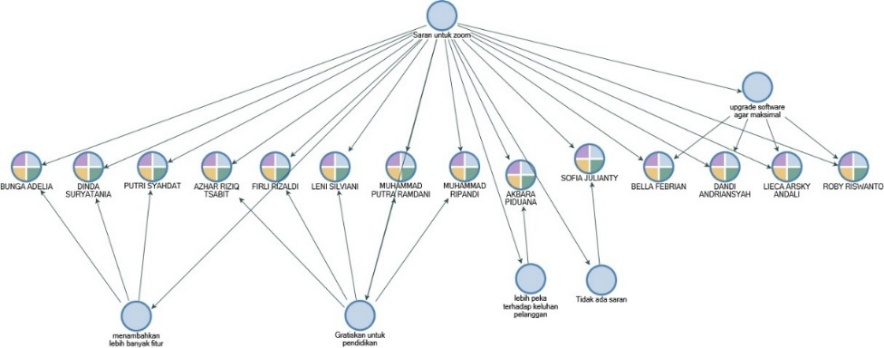 Saran untuk zoom
upgrade software
agar maksimal
BUNGA ADELIA
DINDA
SURYATANIA
PUTRI SYAHDAT
AZHAR RIZIQ
TSABIT
FIRLI RIZALDI
LENI SILVIANI
MUHAMMAD
PUTRA RAMDANI
MUHAMMAD
RIPANDI
AKBARA
PIDUANA
SOFIA JULIANTY
BELLA FEBRIAN
DANDI
ANDRIANSYAH
LIECA ARSKY
ANDALI
ROBY RISWANTO
menambahkan
lebih banyak fitur
Gratiskan untuk
pendidikan
lebih peka
terhadap keluhan
pelanggan
Tidak ada saran